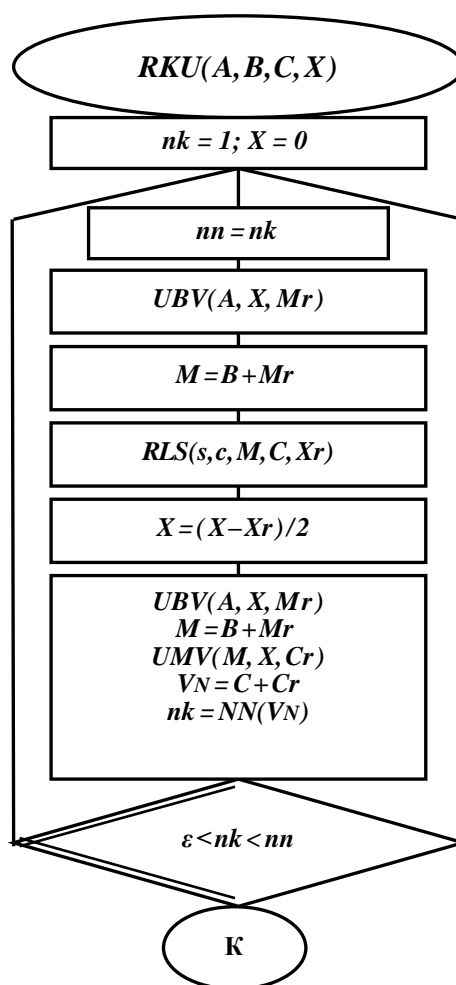 RKU(A,B,C,X)
nk = 1; X = 0
nn = nk
UBV(A, X, Mr)
M = B + Mr
RLS(s,c,M,C,Xr)
X = (X–Xr)/2
UBV(A, X, Mr)
M = B + Mr
UMV(M, X, Cr)
VN = C + Cr
nk = NN(VN)
ε < nk < nn
К